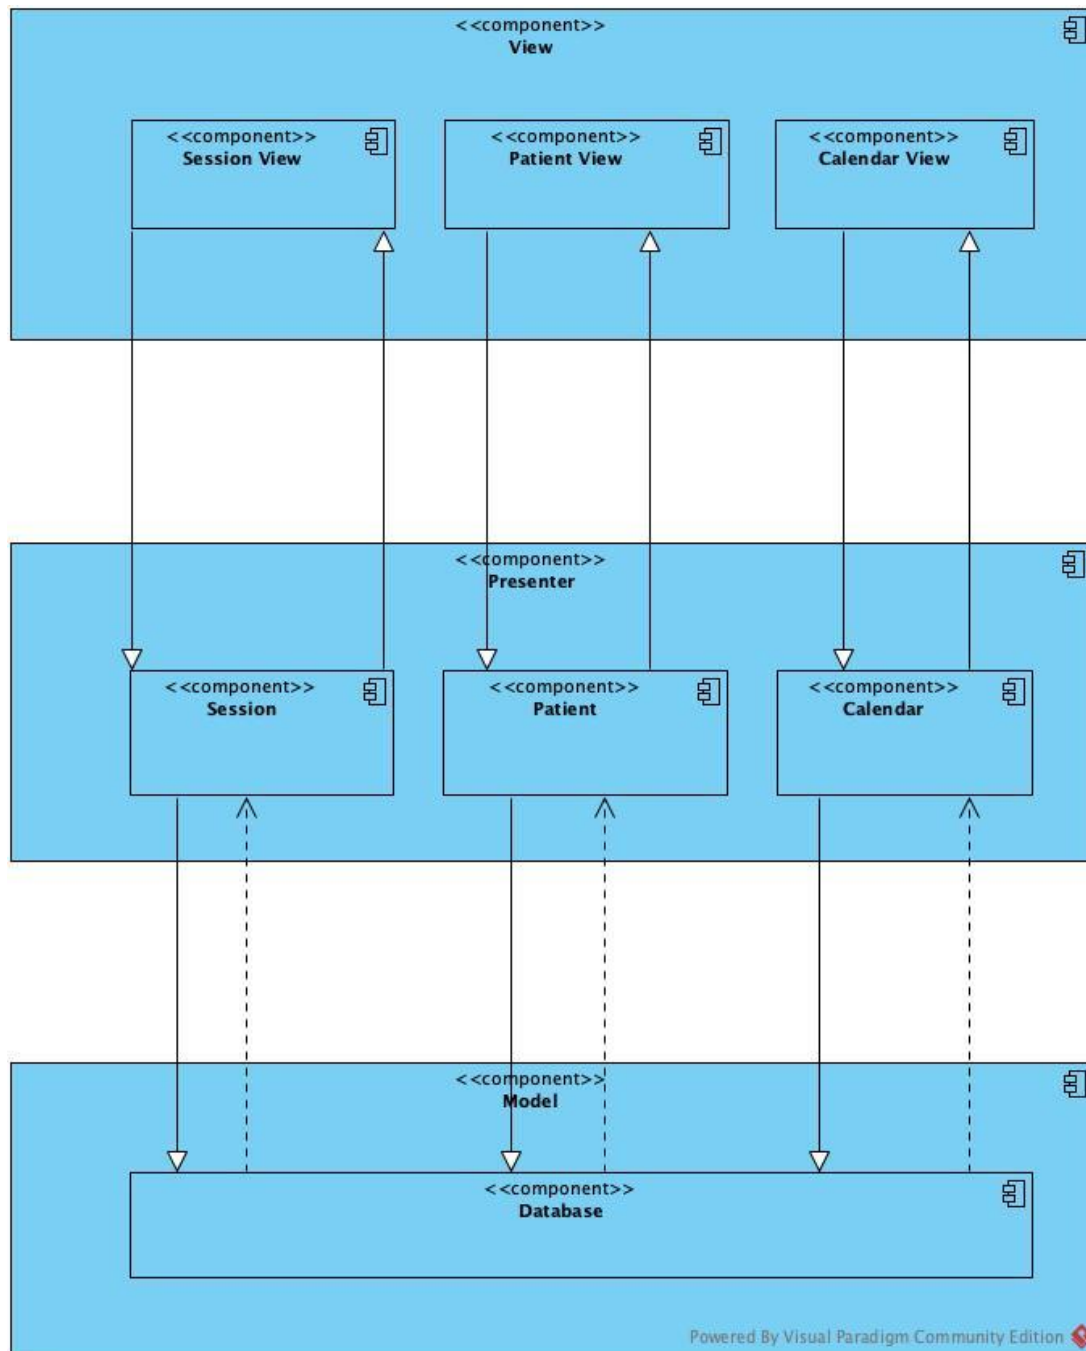 <<component>>
View
<<component>>
Session View
<<component>>
Patient View
<<component>>
Calendar View
<<component>>
Presenter
<<component>>
Session
<<component>>
Patient
<<component>>
Calendar
<<component>>
Model
<<component>>
Database
Powered By Visual Paradigm Community Edition